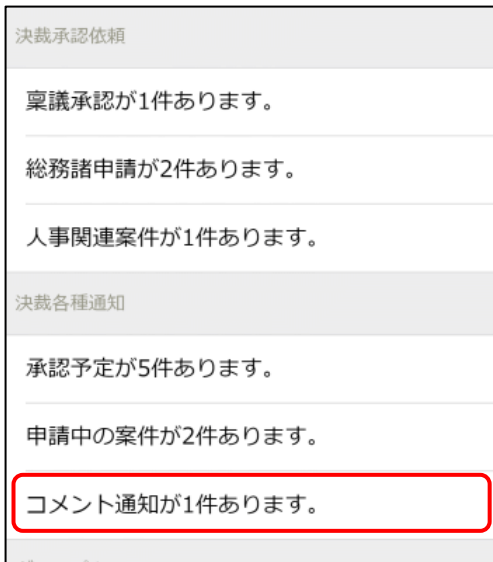 決裁承認依頼
稟議承認が1件あります。
総務諸申請が2件あります。
人事関連案件が1件あります。
決裁各種通知
承認予定が5件あります。
申請中の案件が2件あります。
コメント通知が1件あります。